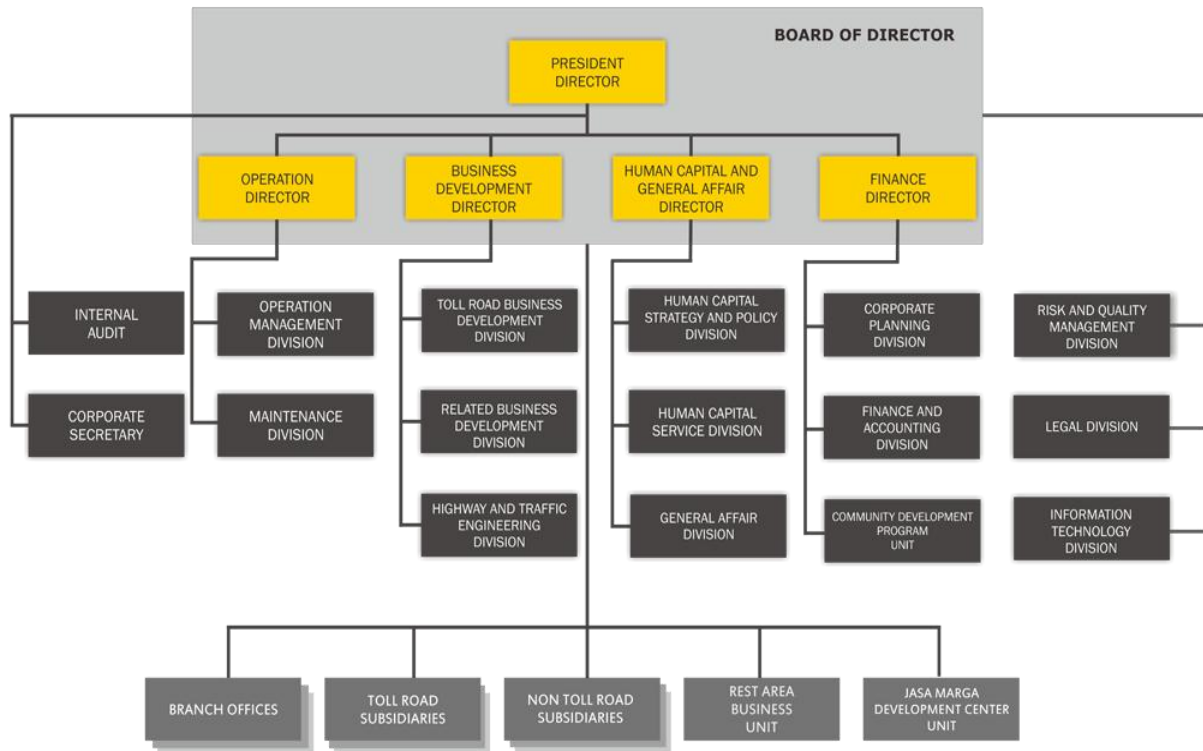 BOARD OF DIRECTOR
PRESIDENT
DIRECTOR
OPERATION
DIRECTOR
BUSINESS
DEVELOPMENT
DIRECTOR
HUMAN CAPITAL AND
GENERAL AFFAIR
DIRECTOR
FINANCE
DIRECTOR
INTERNAL
AUDIT
OPERATION
MANAGEMENT
DIVISION
TOLL ROAD BUSINESS
DEVELOPMENT
DIVISION
HUMAN CAPITAL
STRATEGY AND POLICY
DIVISION
CORPORATE
PLANNING
DIVISION
RISK AND QUALITY
MANAGEMENT
DIVISION
CORPORATE
SECRETARY
MAINTENANCE
DIVISION
RELATED BUSINESS
DEVELOPMENT
DIVISION
HUMAN CAPITAL
SERVICE DIVISION
FINANCE AND
ACCOUNTING
DIVISION
LEGAL DIVISION
HIGHWAY AND TRAFFIC
ENGINEERING
DIVISION
GENERAL AFFAIR
DIVISION
COMMUNITY DEVELOPMENT
PROGRAM
UNIT
INFORMATION
TECHNOLOGY
DIVISION
BRANCH OFFICES
TOLL ROAD
SUBSIDIARIES
NON TOLL ROAD
SUBSIDIARIES
REST AREA
BUSINESS
UNIT
JASA MARGA
DEVELOPMENT CENTER
UNIT